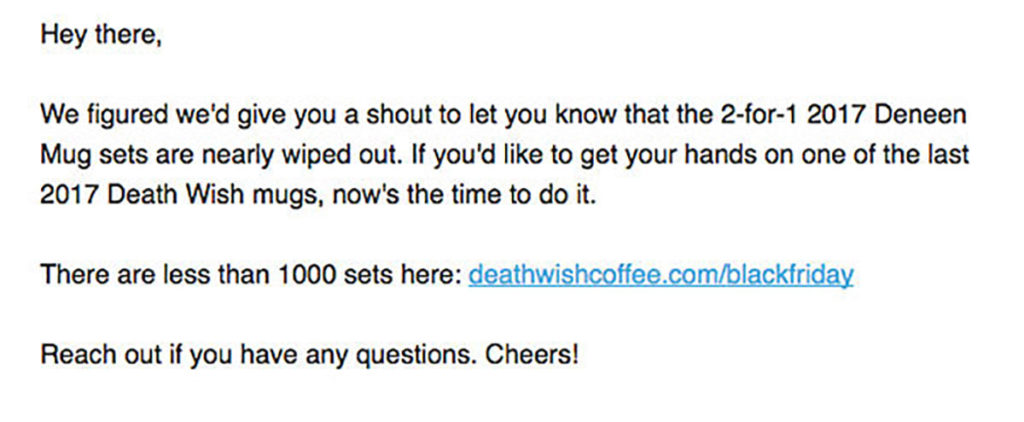 Hey there,
We figured we'd give you a shout to let you know that the 2-for-1 2017 Deneen
Mug sets are nearly wiped out. If you'd like to get your hands on one of the last
2017 Death Wish mugs, now's the time to do it.
There are less than 1000 sets here: deathwishcoffee.com/blackfriday
Reach out if you have any questions. Cheers!